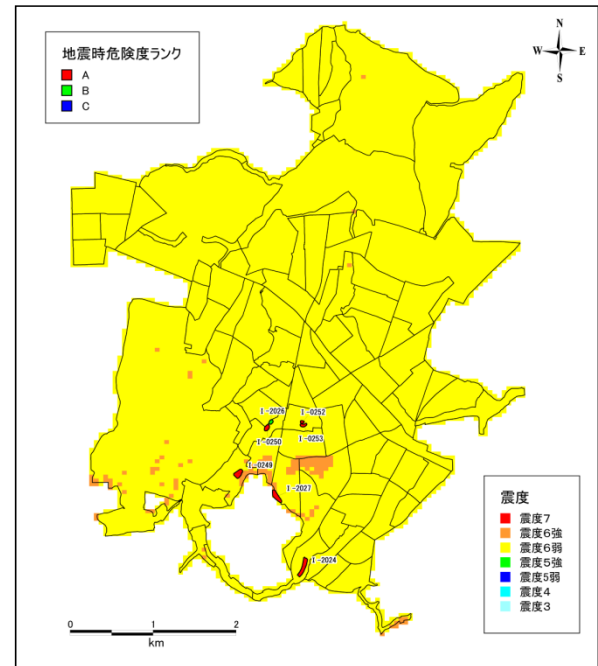 地震時危険度ランク
A
B
C
N
W E
S
I-2026
I-0252
I-0250
I-0253
I-0249
I-2027
I-2024
震度
震度7
震度6強
震度6弱
震度5強
震度5弱
震度4
震度3
0 1 2
km